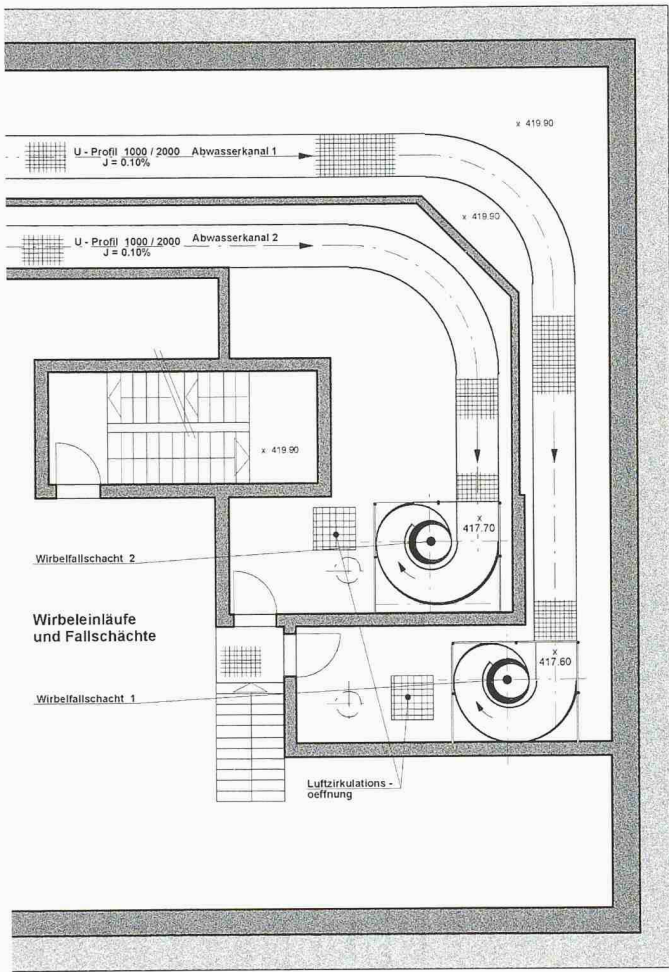 x 419.90
U - Profil 1000 / 2000 Abwasserkanal 1
J = 0.10%
x 419.90
U - Profil 1000 / 2000 Abwasserkanal 2
J = 0.10%
x 419.90
x
417.70
Wirbelfallschacht 2
Wirbeleinläufe
und Fallschächte
x
417.60
Wirbelfallschacht 1
Luftzirkulations -
oeffnung